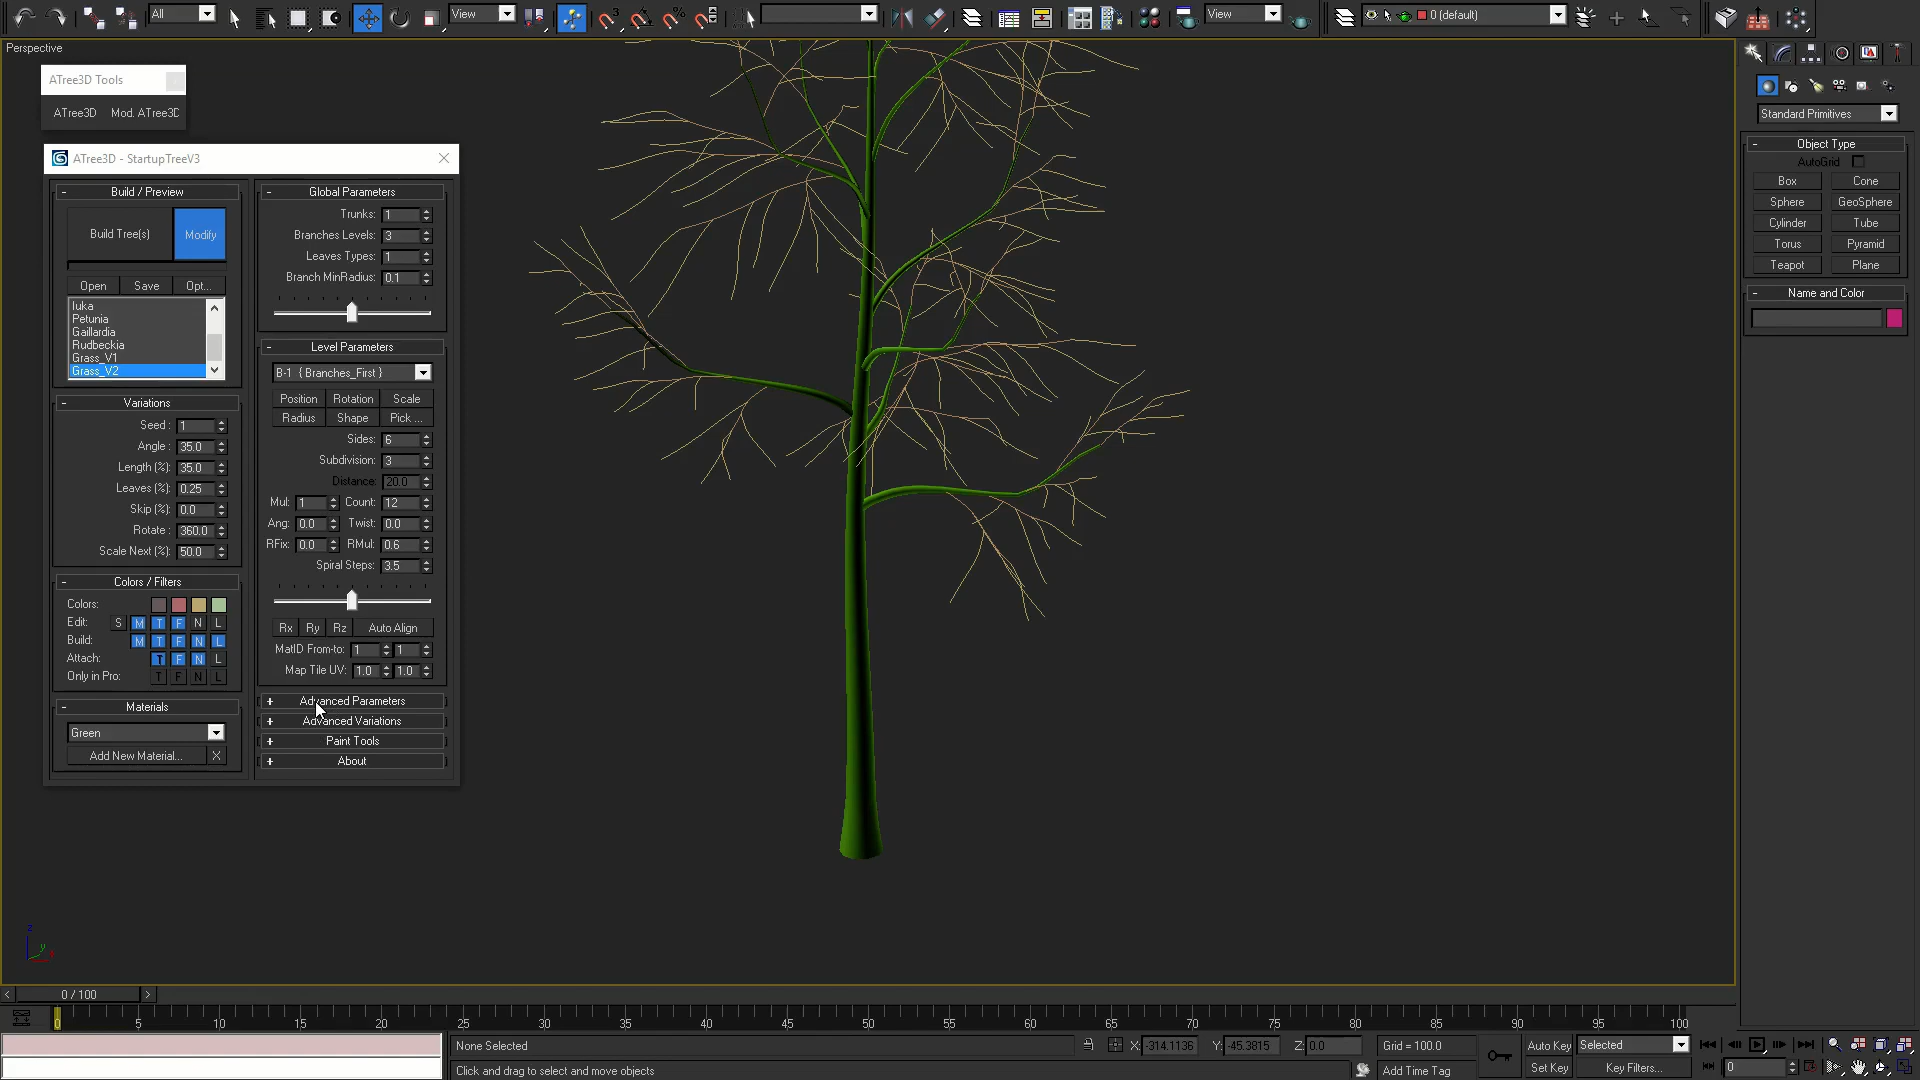 All
View
View
0 (default)
Perspective
ATree3D Tools
ATree3D Mod. ATree3D
ATree3D - StartupTreeV3
- Build / Preview
Build Tree(s) Modify
Open Save Opt...
Iuka
Petunia
Gaillardia
Rudbeckia
Grass_V1
Grass_V2
- Variations
Seed : 1
Angle : 35.0
Length (%): 35.0
Leaves (%): 0.25
Skip (%): 0.0
Rotate : 360.0
Scale Next (%): 50.0
- Colors / Filters
Colors:
Edit: S M T F N L
Build: M T F N L
Attach: T F N L
Only in Pro: T F N L
- Materials
Green
Add New Material... X
- Global Parameters
Trunks: 1
Branches Levels: 3
Leaves Types: 1
Branch MinRadius: 0.1
- Level Parameters
B-1 { Branches_First }
Position Rotation Scale
Radius Shape Pick ...
Sides: 6
Subdivision: 3
Distance: 20.0
Mul: 1 Count: 12
Ang: 0.0 Twist: 0.0
RFix: 0.0 RMul: 0.6
Spiral Steps: 3.5
Rx Ry Rz Auto Align
MatID From-to: 1 1
Map Tile UV: 1.0 1.0
+ Advanced Parameters
+ Advanced Variations
+ Paint Tools
+ About
Standard Primitives
- Object Type
AutoGrid
Box Cone
Sphere GeoSphere
Cylinder Tube
Torus Pyramid
Teapot Plane
- Name and Color
z
y
< 0 / 100 >
0 5 10 15 20 25 30 35 40 45 50 55 60 65 70 75 80 85 90 95 100
None Selected X: -314.1136 Y: -45.3815 Z: 0.0 Grid = 100.0 Auto Key Selected
Click and drag to select and move objects Add Time Tag Set Key Key Filters... 0